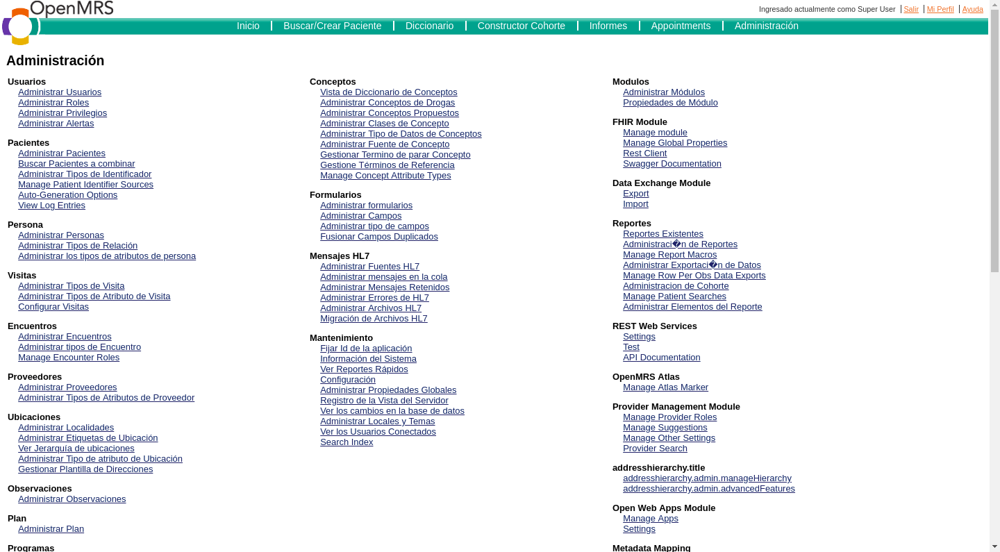 OpenMRS
Ingresado actualmente como Super User | Salir | Mi Perfil | Ayuda
Inicio | Buscar/Crear Paciente | Diccionario | Constructor Cohorte | Informes | Appointments | Administración
Administración
Usuarios
Administrar Usuarios
Administrar Roles
Administrar Privilegios
Administrar Alertas
Pacientes
Administrar Pacientes
Buscar Pacientes a combinar
Administrar Tipos de Identificador
Manage Patient Identifier Sources
Auto-Generation Options
View Log Entries
Persona
Administrar Personas
Administrar Tipos de Relación
Administrar los tipos de atributos de persona
Visitas
Administrar Tipos de Visita
Administrar Tipos de Atributo de Visita
Configurar Visitas
Encuentros
Administrar Encuentros
Administrar tipos de Encuentro
Manage Encounter Roles
Proveedores
Administrar Proveedores
Administrar Tipos de Atributos de Proveedor
Ubicaciones
Administrar Localidades
Administrar Etiquetas de Ubicación
Ver Jerarquía de ubicaciones
Administrar Tipo de atributo de Ubicación
Gestionar Plantilla de Direcciones
Observaciones
Administrar Observaciones
Plan
Administrar Plan
Programas
Conceptos
Vista de Diccionario de Conceptos
Administrar Conceptos de Drogas
Administrar Conceptos Propuestos
Administrar Clases de Concepto
Administrar Tipo de Datos de Conceptos
Administrar Fuente de Concepto
Gestionar Termino de parar Concepto
Gestione Términos de Referencia
Manage Concept Attribute Types
Formularios
Administrar formularios
Administrar Campos
Administrar tipo de campos
Fusionar Campos Duplicados
Mensajes HL7
Administrar Fuentes HL7
Administrar mensajes en la cola
Administrar Mensajes Retenidos
Administrar Errores de HL7
Administrar Archivos HL7
Migración de Archivos HL7
Mantenimiento
Fijar Id de la aplicación
Información del Sistema
Ver Reportes Rápidos
Configuración
Administrar Propiedades Globales
Registro de la Vista del Servidor
Ver los cambios en la base de datos
Administrar Locales y Temas
Ver los Usuarios Conectados
Search Index
Modulos
Administrar Módulos
Propiedades de Módulo
FHIR Module
Manage module
Manage Global Properties
Rest Client
Swagger Documentation
Data Exchange Module
Export
Import
Reportes
Reportes Existentes
Administraci�n de Reportes
Manage Report Macros
Administrar Exportaci�n de Datos
Manage Row Per Obs Data Exports
Administracion de Cohorte
Manage Patient Searches
Administrar Elementos del Reporte
REST Web Services
Settings
Test
API Documentation
OpenMRS Atlas
Manage Atlas Marker
Provider Management Module
Manage Provider Roles
Manage Suggestions
Manage Other Settings
Provider Search
addresshierarchy.title
addresshierarchy.admin.manageHierarchy
addresshierarchy.admin.advancedFeatures
Open Web Apps Module
Manage Apps
Settings
Metadata Mapping